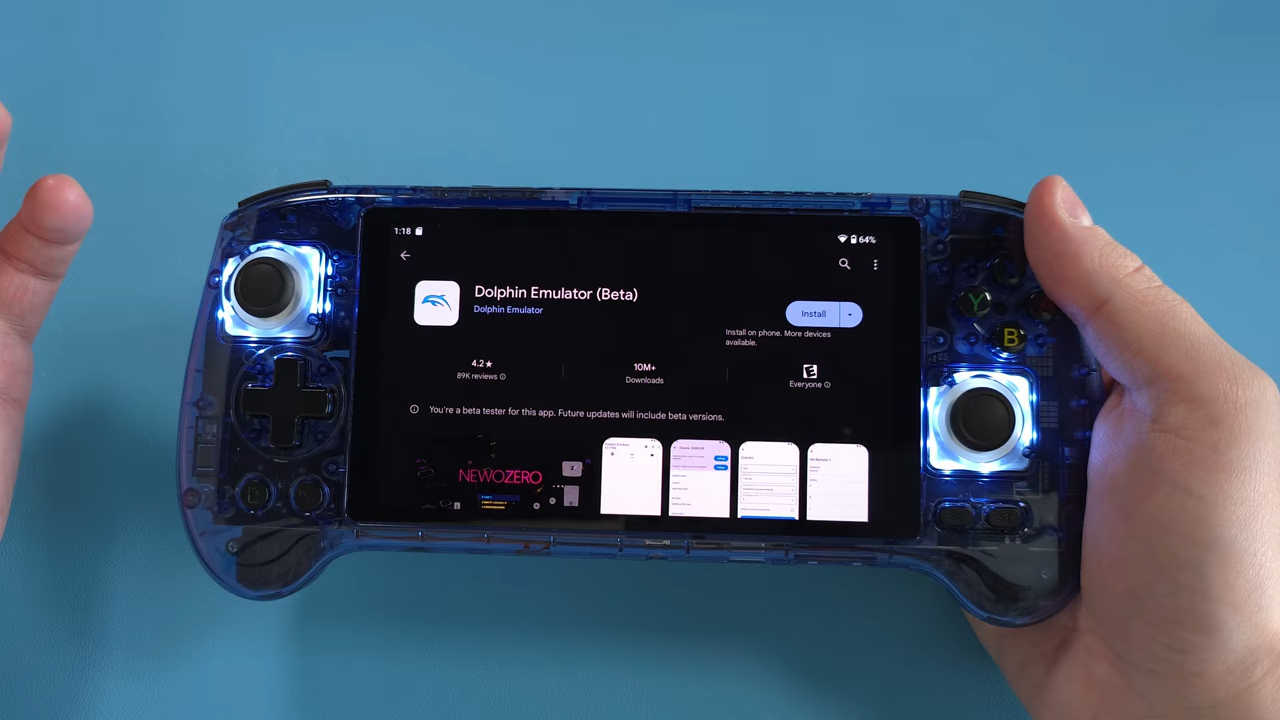 1:18
64%
Dolphin Emulator (Beta)
Dolphin Emulator
Install
Install on phone. More devices
available.
4.2★
89K reviews
10M+
Downloads
E
Everyone
You're a beta tester for this app. Future updates will include beta versions.
NEWOZERO
Y
B